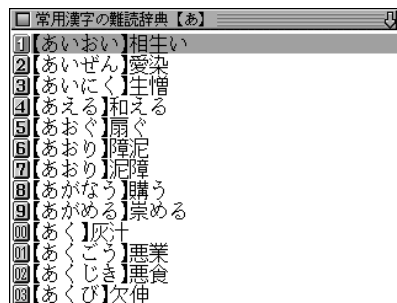 常用漢字の難読辞典【あ】
1【あいおい】相生い
2【あいぜん】愛染
3【あいにく】生憎
4【あえる】和える
5【あおぐ】扇ぐ
6【あおり】障泥
7【あおり】泥障
8【あがなう】購う
9【あがめる】崇める
00【あく】灰汁
01【あくごう】悪業
02【あくじき】悪食
03【あくび】欠伸